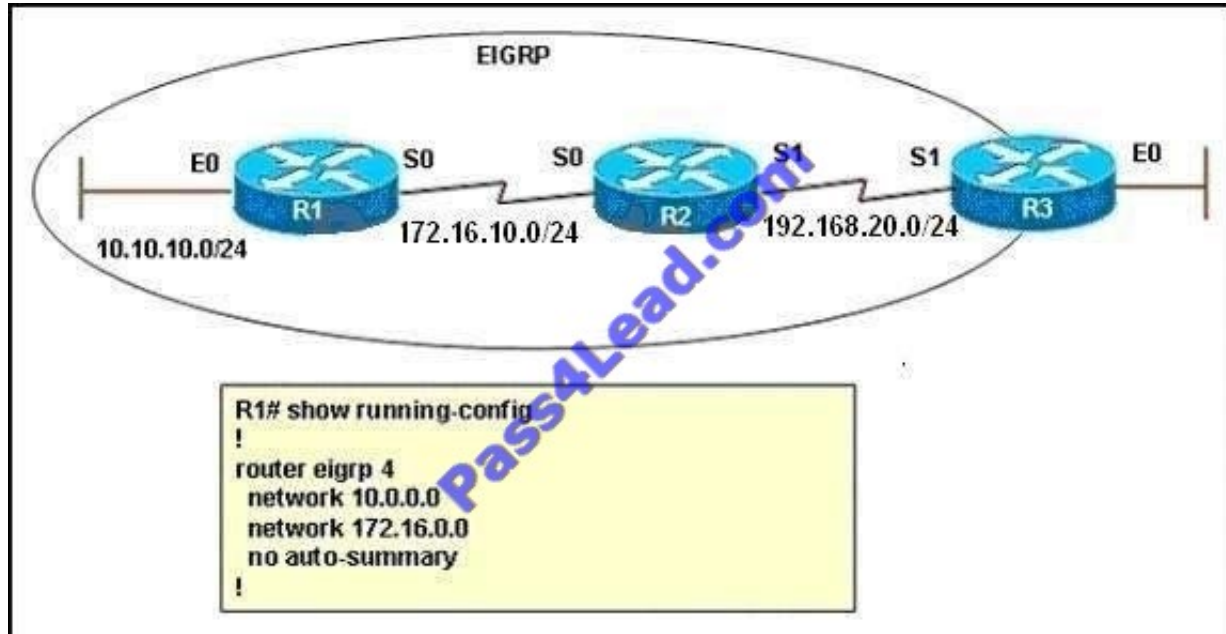 EIGRP
E0 S0 S0 S1 S1 E0
R1 R2 R3
10.10.10.0/24 172.16.10.0/24 192.168.20.0/24
Pass4Lead.com
R1# show running-config
!
router eigrp 4
network 10.0.0.0
network 172.16.0.0
no auto-summary
!